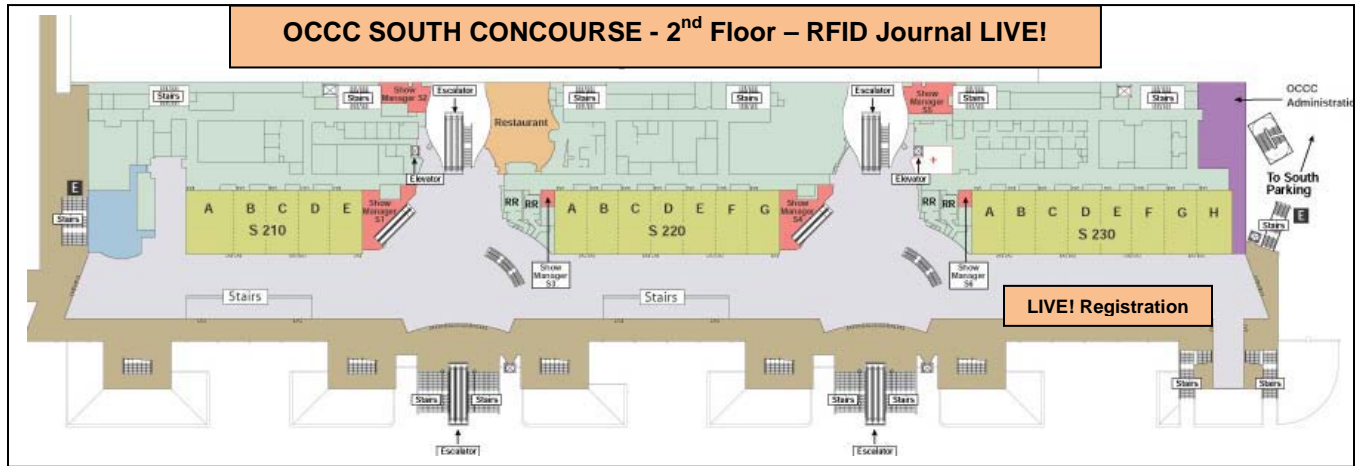 OCCC SOUTH CONCOURSE - 2nd Floor – RFID Journal LIVE!
Stairs
Stairs
Show
Manager S2
Escalator
Restaurant
Stairs
Stairs
Escalator
Show
Manager
S5
Stairs
Stairs
OCCC
Administratio
To South
Parking
E
Stairs
Elevator
Elevator
A B C D E
S 210
Show
Manager
S1
RR RR
A B C D E F G
S 220
Show
Manager
S4
RR RR
A B C D E F G H
S 230
Stairs
E
Show
Manager
S3
Show
Manager
S6
Stairs
Stairs
LIVE! Registration
Stairs
Stairs
Stairs
Stairs
Stairs
Stairs
Escalator
Escalator